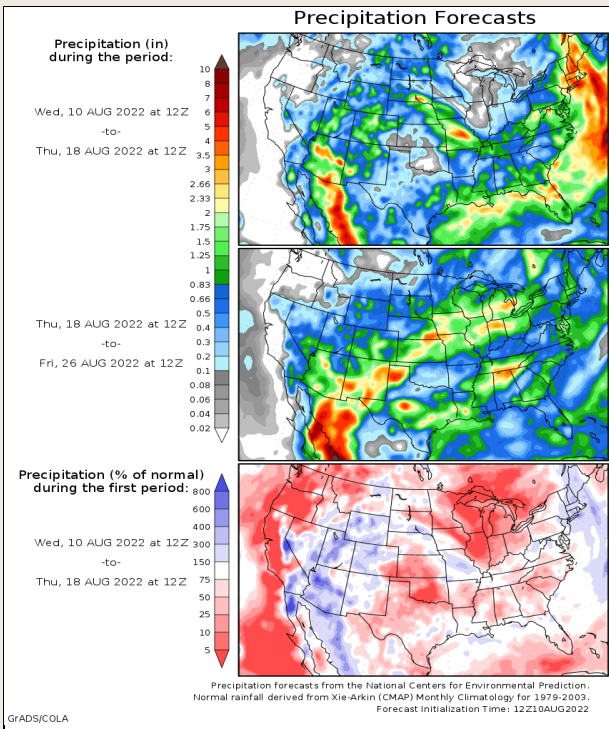 Precipitation Forecasts
Precipitation (in)
during the period:
Wed, 10 AUG 2022 at 12Z
-to-
Thu, 18 AUG 2022 at 12Z
10
8
7
6
5
4
3.5
3
2.66
2.33
2
1.75
1.5
1.25
1
0.83
0.66
0.5
0.4
0.3
0.2
0.1
0.08
0.06
0.04
0.02
Thu, 18 AUG 2022 at 12Z
-to-
Fri, 26 AUG 2022 at 12Z
Precipitation (% of normal)
during the first period:
Wed, 10 AUG 2022 at 12Z
-to-
Thu, 18 AUG 2022 at 12Z
800
600
400
300
150
75
50
25
10
5
Precipitation forecasts from the National Centers for Environmental Prediction.
Normal rainfall derived from Xie-Arkin (CMAP) Monthly Climatology for 1979-2003.
Forecast Initialization Time: 12Z10AUG2022
GrADS/COLA